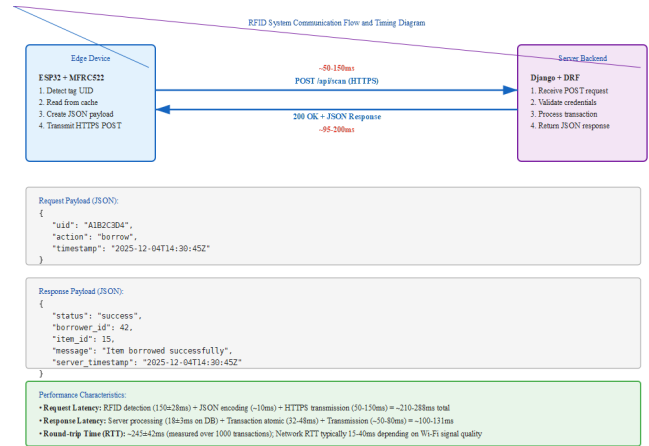 RFID System Communication Flow and Timing Diagram
Edge Device
ESP32 + MFRC522
1. Detect tag UID
2. Read from cache
3. Create JSON payload
4. Transmit HTTPS POST
~50-150ms
POST /api/scan (HTTPS)
200 OK + JSON Response
~95-200ms
Server Backend
Django + DRF
1. Receive POST request
2. Validate credentials
3. Process transaction
4. Return JSON response
Request Payload (JSON):
{
"uid": "A1B2C3D4",
"action": "borrow",
"timestamp": "2025-12-04T14:30:45Z"
}
Response Payload (JSON):
{
"status": "success",
"borrower_id": 42,
"item_id": 15,
"message": "Item borrowed successfully",
"server_timestamp": "2025-12-04T14:30:45Z"
}
Performance Characteristics:
• Request Latency: RFID detection (150±28ms) + JSON encoding (~10ms) + HTTPS transmission (50-150ms) = ~210-288ms
• Response Latency: Server processing (18±3ms on DB) + Transaction atomic (32-48ms) + Transmission (~50-80ms) = ~100-131ms
• Round-trip Time (RTT): ~245±42ms (measured over 1000 transactions); Network RTT typically 15-40ms depending on Wi-Fi signal quality